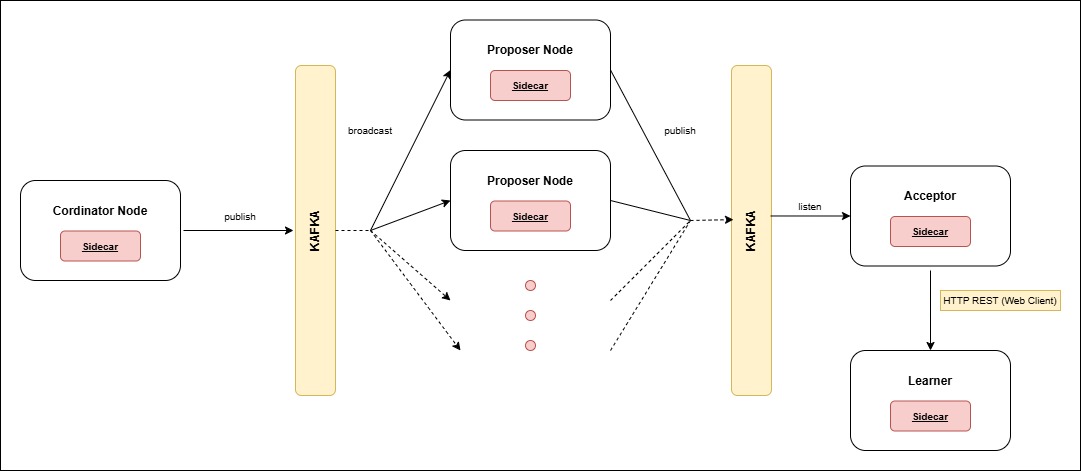 Cordinator Node
Sidecar
publish
KAFKA
broadcast
Proposer Node
Sidecar
Proposer Node
Sidecar
publish
KAFKA
listen
Acceptor
Sidecar
HTTP REST (Web Client)
Learner
Sidecar